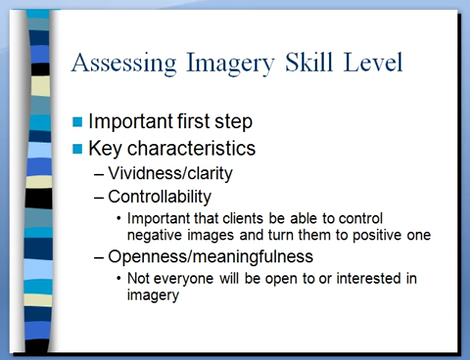 Assessing Imagery Skill Level
■ Important first step
■ Key characteristics
– Vividness/clarity
– Controllability
• Important that clients be able to control
negative images and turn them to positive one
– Openness/meaningfulness
• Not everyone will be open to or interested in
imagery